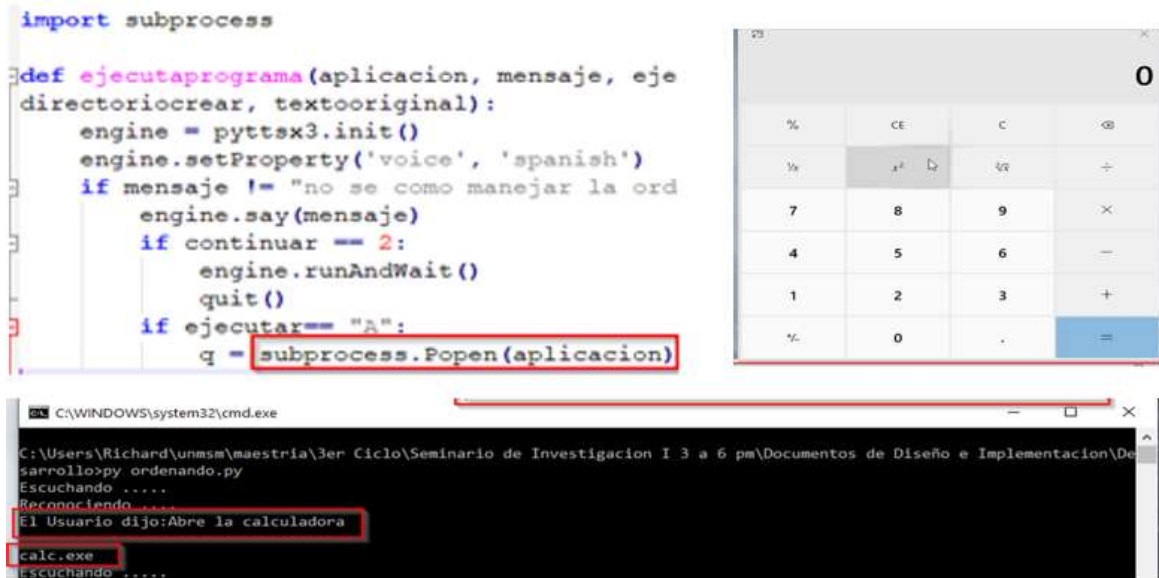 import subprocess
def ejecutaprograma(aplicacion, mensaje, eje
directoriocrear, textooriginal):
engine = pyttsx3.init()
engine.setProperty('voice', 'spanish')
if mensaje != "no se como manejar la ord
engine.say(mensaje)
if continuar == 2:
engine.runAndWait()
quit()
if ejecutar== "A":
q = subprocess.Popen(aplicacion)
0
% CE C
x²
7 8 9 ×
4 5 6 −
1 2 3 +
+/- 0 . =
C:\WINDOWS\system32\cmd.exe
C:\Users\Richard\unmsm\maestria\3er Ciclo\Seminario de Investigacion I 3 a 6 pm\Documentos de Diseño e Implementacion\De
sarrollo>py ordenando.py
Escuchando .....
Reconociendo ....
El Usuario dijo:Abre la calculadora
calc.exe
Escuchando .....